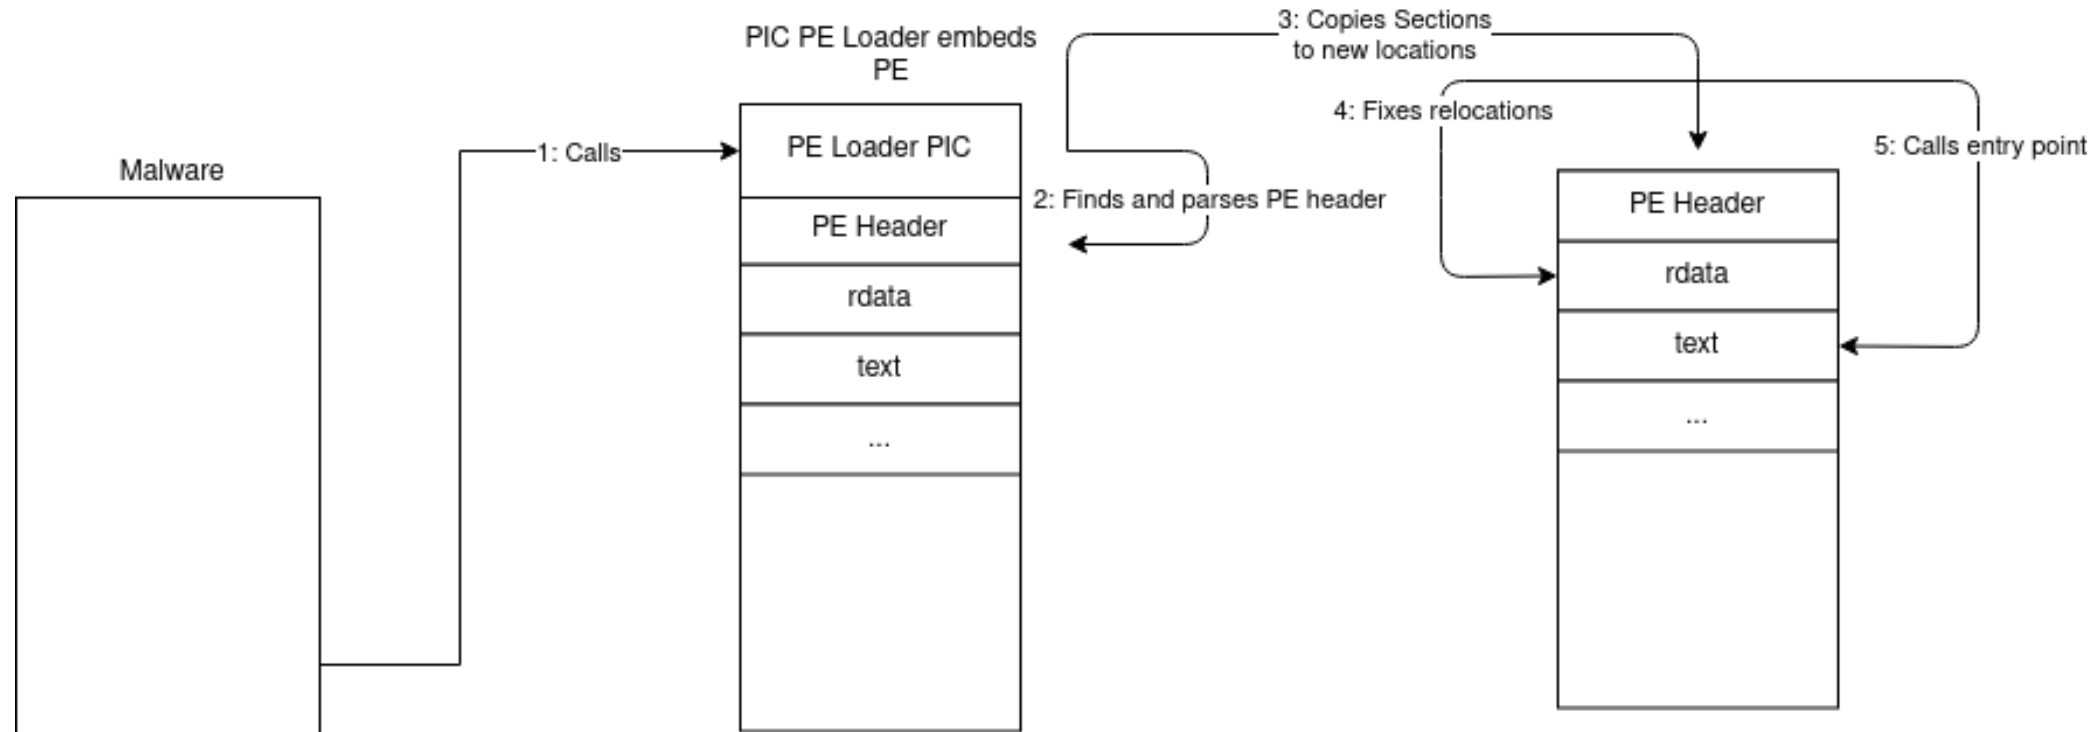 Malware
1: Calls
PIC PE Loader embeds
PE
PE Loader PIC
PE Header
rdata
text
...
2: Finds and parses PE header
3: Copies Sections
to new locations
4: Fixes relocations
5: Calls entry point
PE Header
rdata
text
...